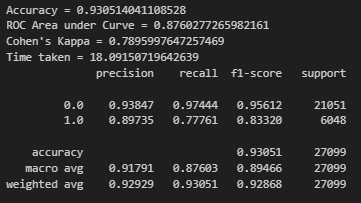 Accuracy = 0.930514041108528
ROC Area under Curve = 0.8760277265982161
Cohen's Kappa = 0.7895997647257469
Time taken = 18.09150719642639
precision recall f1-score support
0.0 0.93847 0.97444 0.95612 21051
1.0 0.89735 0.77761 0.83320 6048
accuracy 0.93051 27099
macro avg 0.91791 0.87603 0.89466 27099
weighted avg 0.92929 0.93051 0.92868 27099